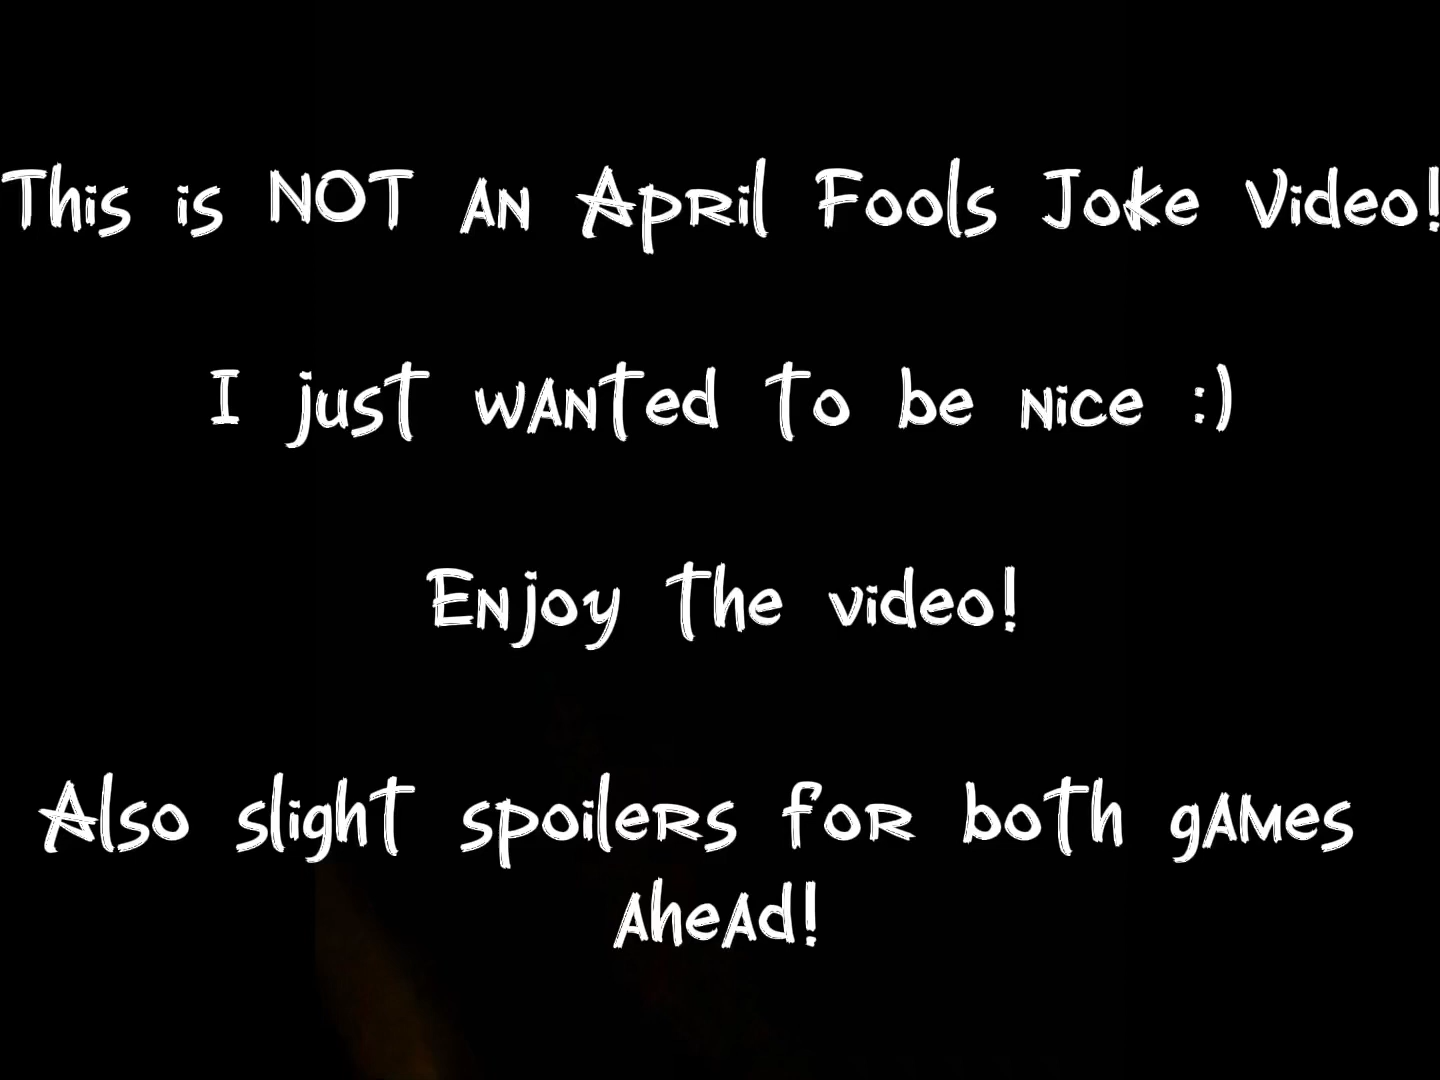 This is NOT an April Fools Joke Video!
I just wanted to be nice :)
Enjoy the video!
Also slight spoilers for both games
ahead!